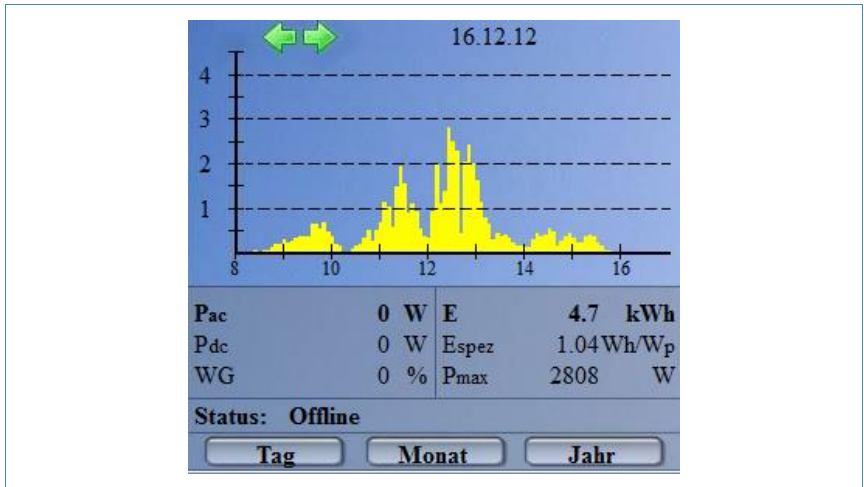 16.12.12
4
3
2
1
8 10 12 14 16
Pac 0 W E 4.7 kWh
Pdc 0 W Espez 1.04 Wh/Wp
WG 0 % Pmax 2808 W
Status: Offline
Tag Monat Jahr